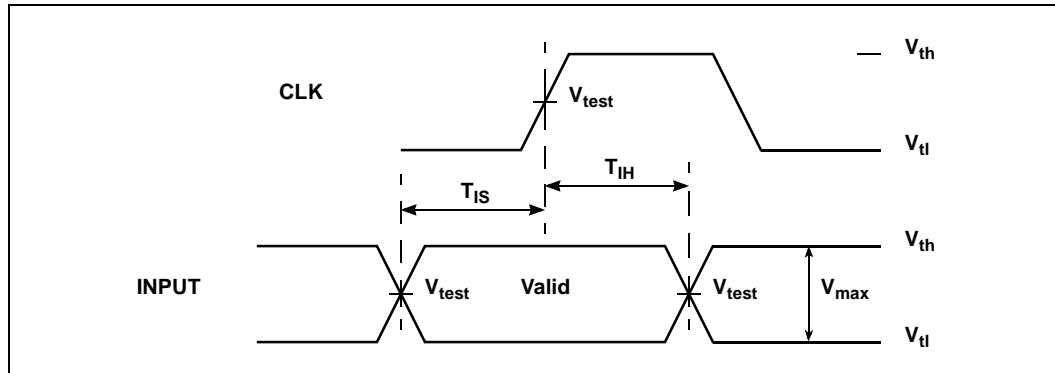 V_th
CLK
V_test
V_tl
T_IH
T_IS
V_th
INPUT
V_test
Valid
V_test
V_max
V_tl